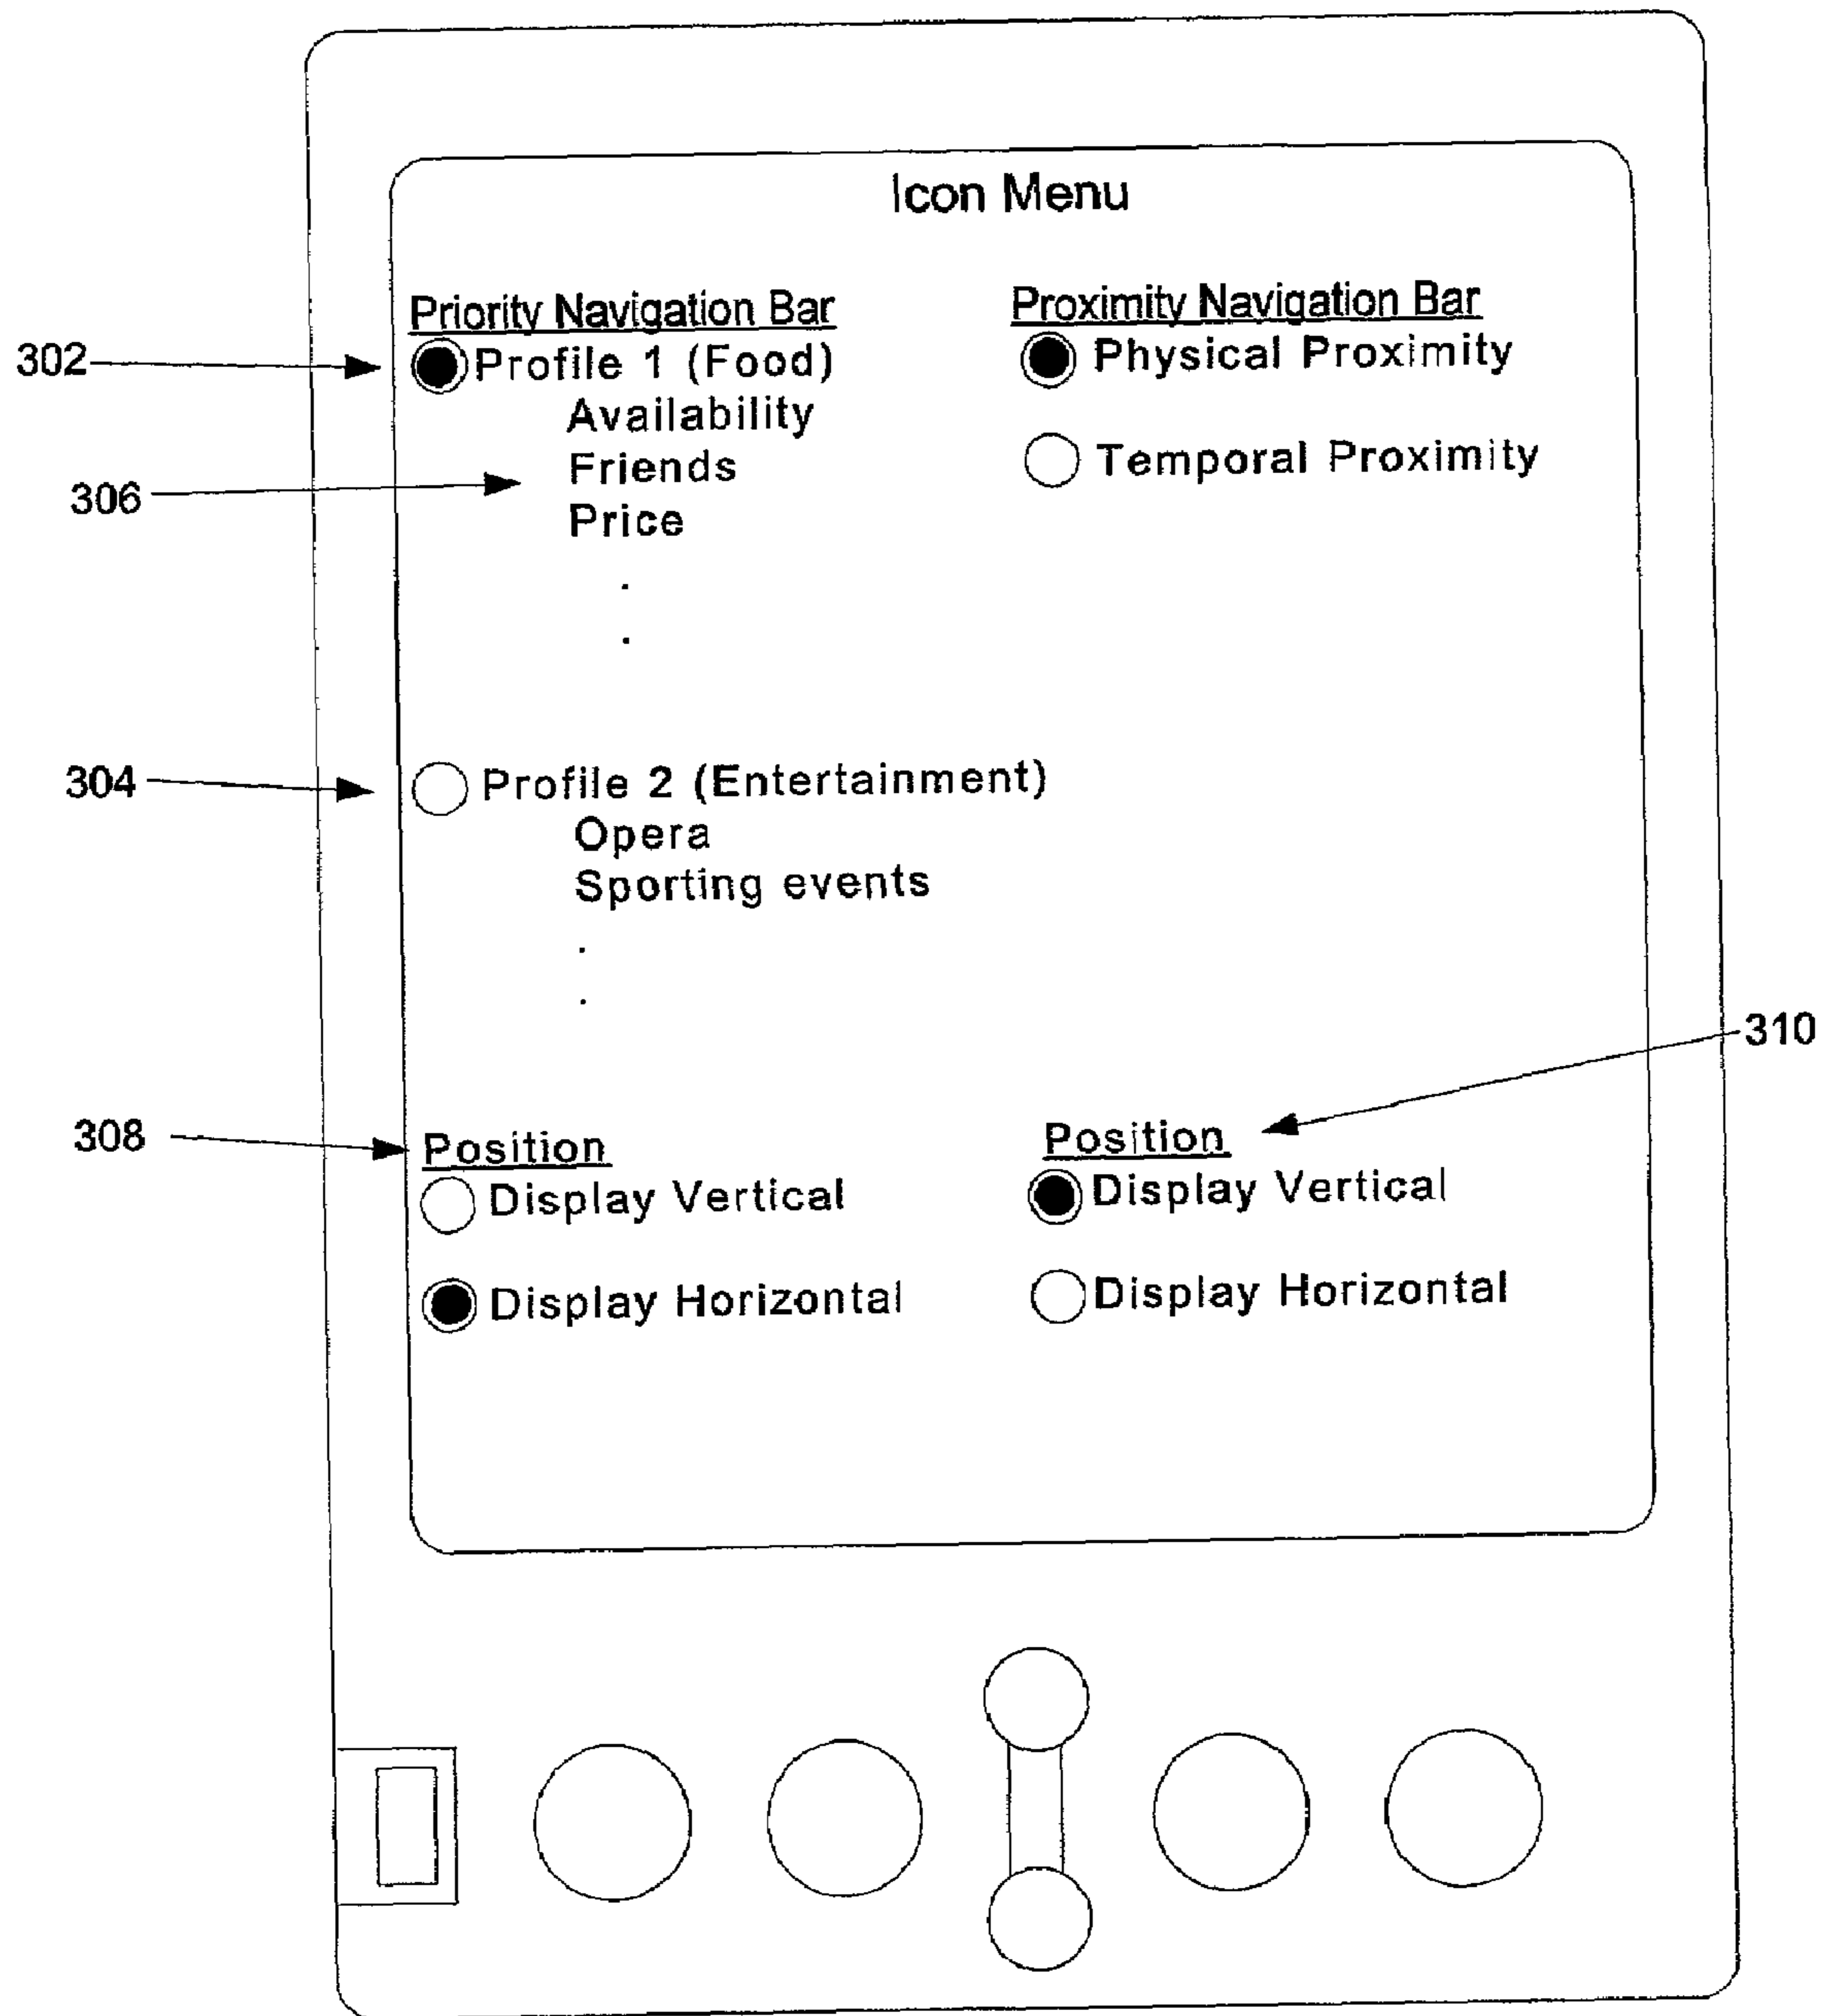 Icon Menu
Priority Navigation Bar
Proximity Navigation Bar
302
Profile 1 (Food)
Physical Proximity
Availability
306
Friends
Temporal Proximity
Price
.
.
304
Profile 2 (Entertainment)
Opera
Sporting events
.
.
310
308
Position
Position
Display Vertical
Display Vertical
Display Horizontal
Display Horizontal